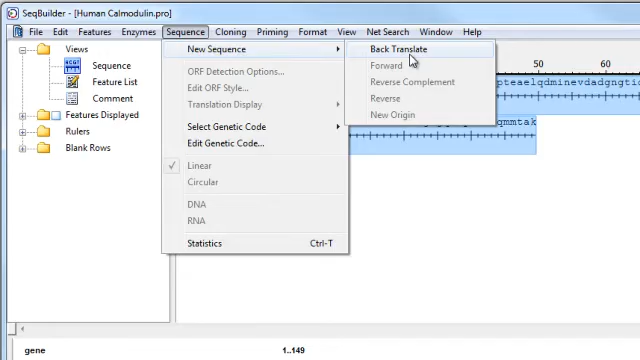 SeqBuilder - [Human Calmodulin.pro]
File Edit Features Enzymes Sequence Cloning Priming Format View Net Search Window Help
Views
Sequence
Feature List
Comment
Features Displayed
Rulers
Blank Rows
New Sequence
ORF Detection Options...
Edit ORF Style...
Translation Display
Select Genetic Code
Edit Genetic Code...
Linear
Circular
DNA
RNA
Statistics Ctrl-T
Back Translate
Forward
Reverse Complement
Reverse
New Origin
50 60
pteaelqdminevdadgngtid
qmmtak
gene 1..149